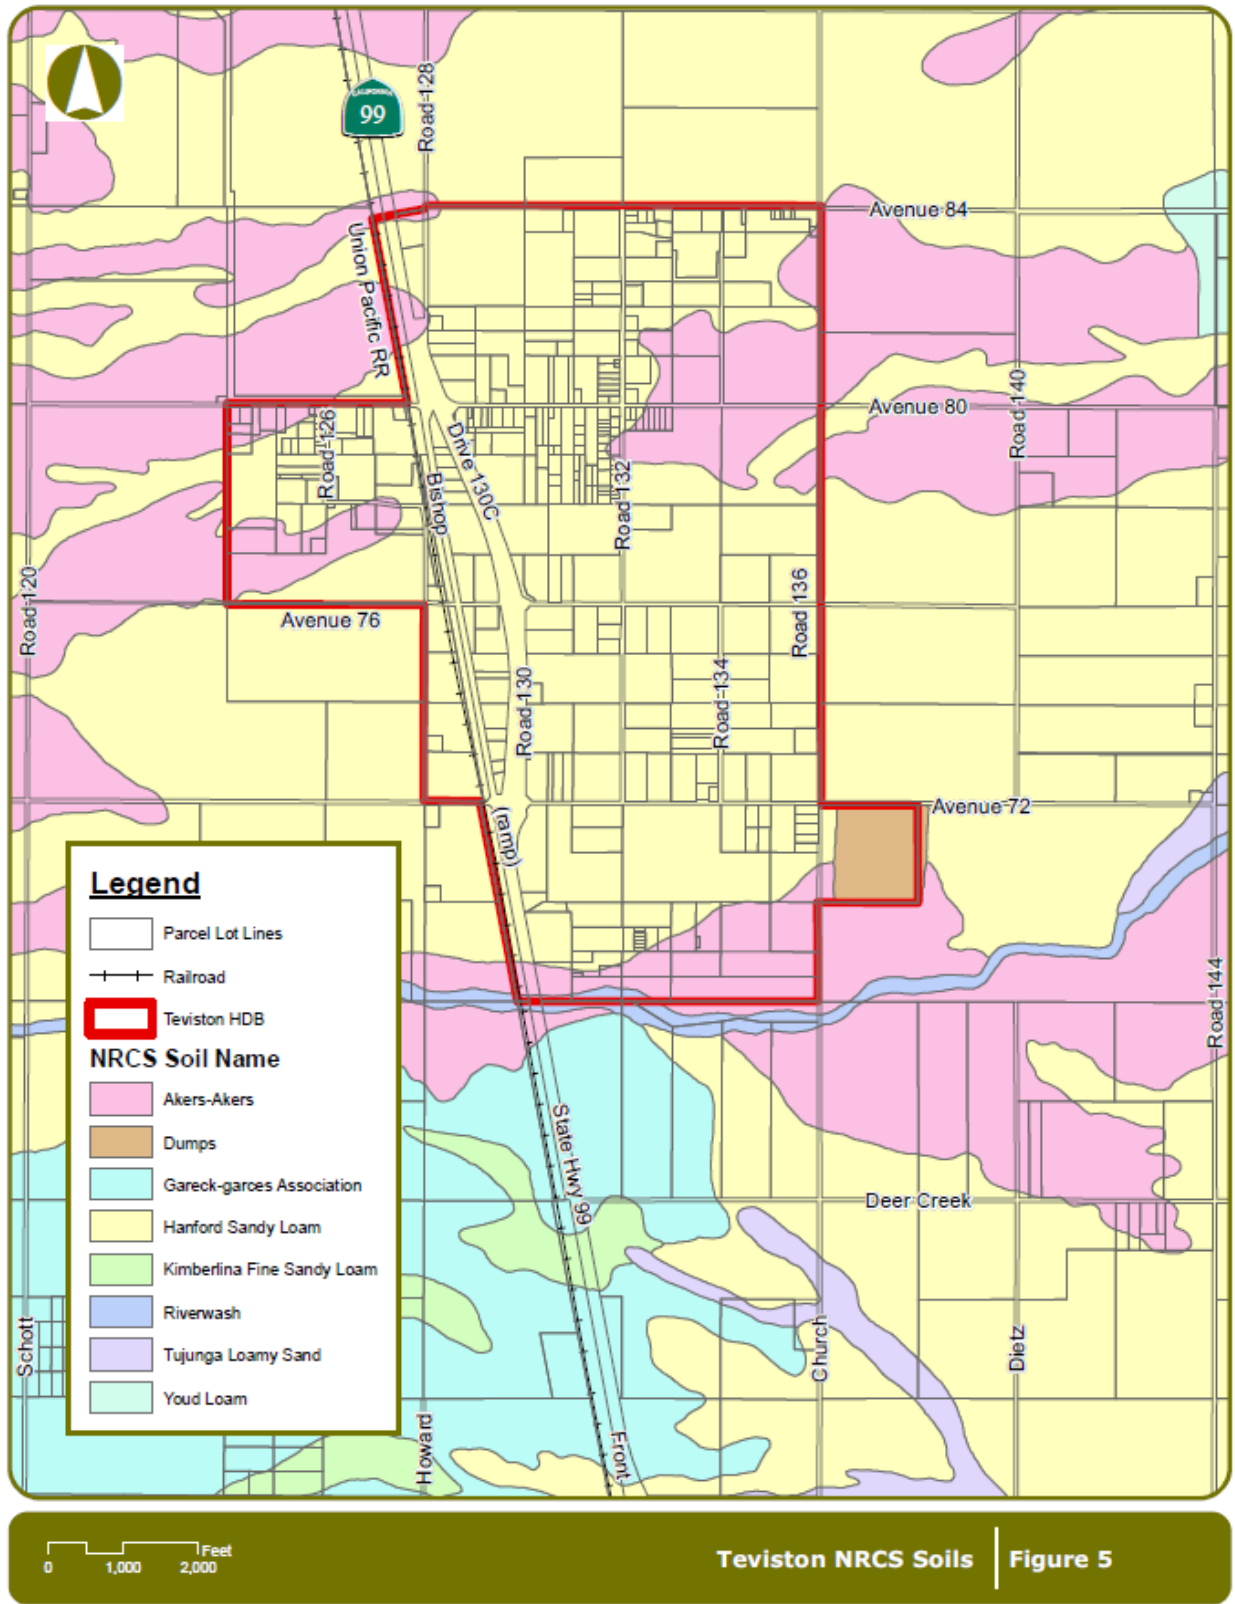 CALIFORNIA
99
Road 128
Avenue 84
Union Pacific RR
Road 140
Avenue 80
Road 126
Drive 130C
Bishop
Road 132
Road 120
Avenue 76
Road 136
Road 130
Road 134
Avenue 72
(ramp)
Legend
Parcel Lot Lines
Railroad
Teviston HDB
NRCS Soil Name
Akers-Akers
Dumps
Gareck-garces Association
Hanford Sandy Loam
Kimberlina Fine Sandy Loam
Riverwash
Tujunga Loamy Sand
Youd Loam
Road 144
State Hwy 99
Deer Creek
Schott
Church
Dietz
Howard
Front
Feet
0 1,000 2,000
Teviston NRCS Soils Figure 5